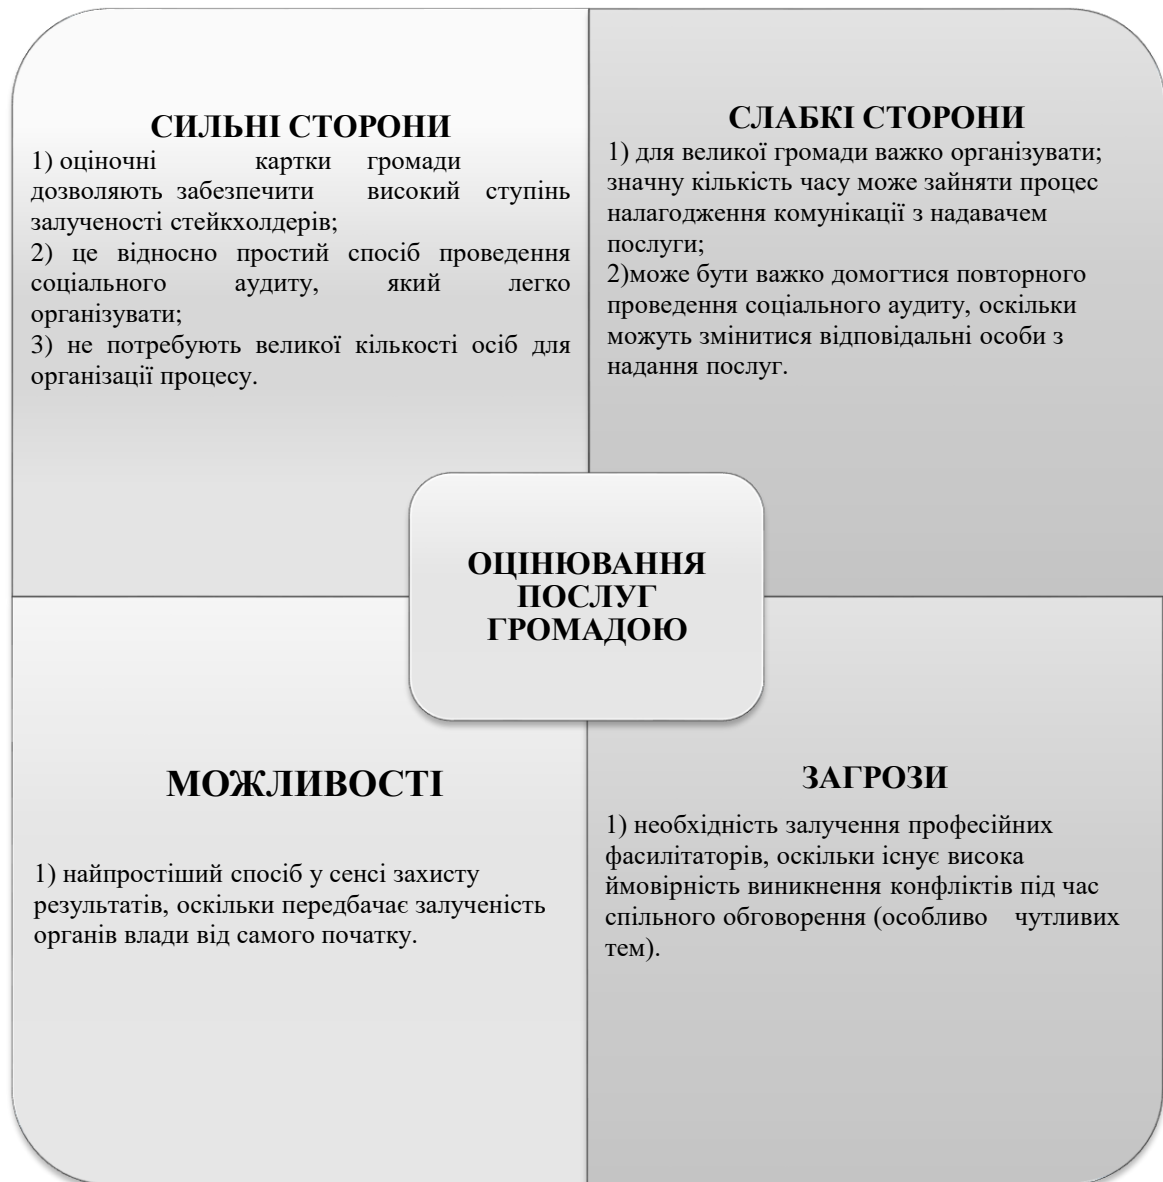 СИЛЬНІ СТОРОНИ
1) оціночні картки громади
дозволяють забезпечити високий ступінь
залученості стейкхолдерів;
2) це відносно простий спосіб проведення
соціального аудиту, який легко
організувати;
3) не потребують великої кількості осіб для
організації процесу.
СЛАБКІ СТОРОНИ
1) для великої громади важко організувати;
значну кількість часу може зайняти процес
налагодження комунікації з надавачем
послуги;
2)може бути важко домогтися повторного
проведення соціального аудиту, оскільки
можуть змінитися відповідальні особи з
надання послуг.
ОЦІНЮВАННЯ
ПОСЛУГ
ГРОМАДОЮ
МОЖЛИВОСТІ
1) найпростіший спосіб у сенсі захисту
результатів, оскільки передбачає залученість
органів влади від самого початку.
ЗАГРОЗИ
1) необхідність залучення професійних
фасилітаторів, оскільки існує висока
ймовірність виникнення конфліктів під час
спільного обговорення (особливо чутливих
тем).